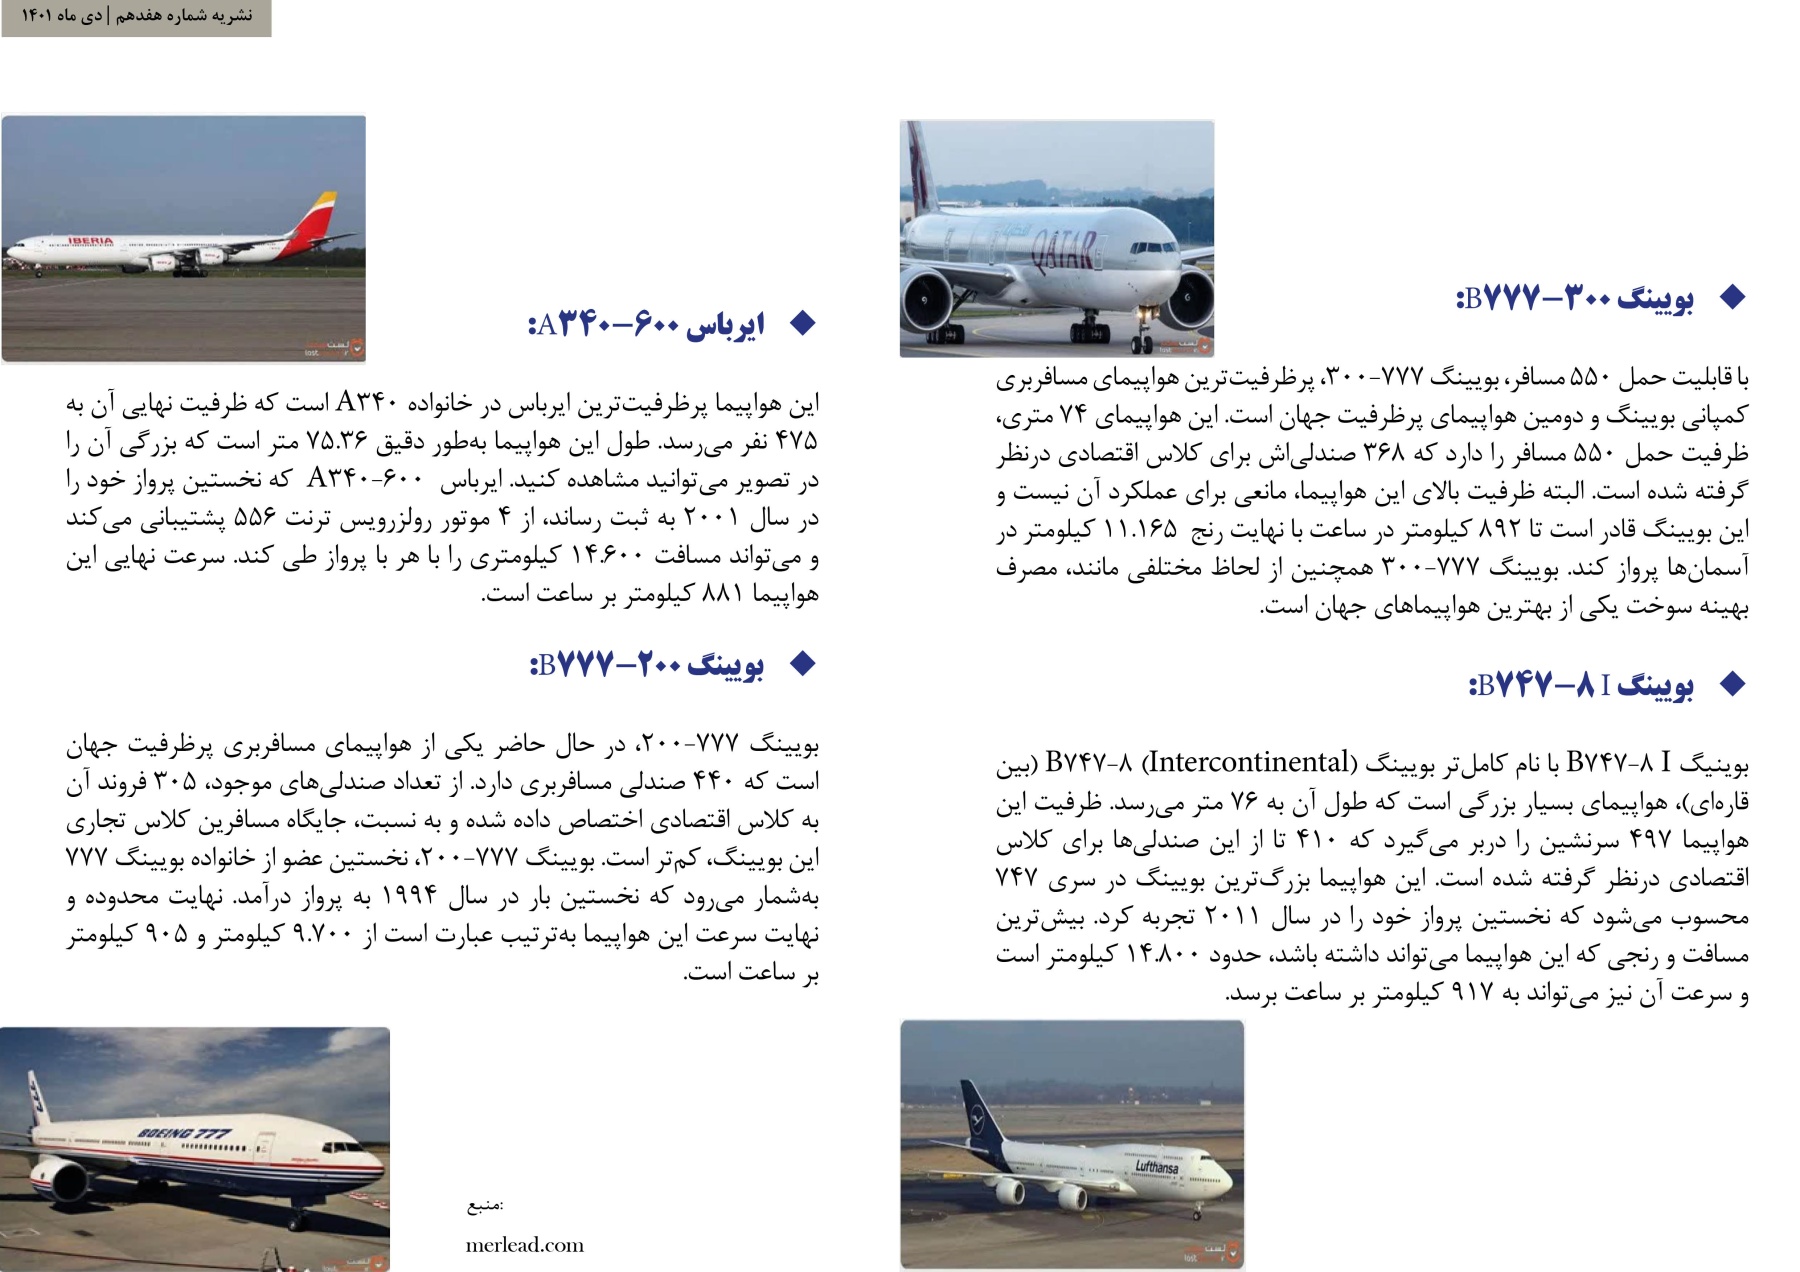 نشریه شماره هفدهم | دی ماه ۱۴۰۱
QATAR
◆ بویینگ B۷۷۷-۳۰۰:
با قابلیت حمل ۵۵۰ مسافر، بویینگ ۷۷۷-۳۰۰، پرظرفیت‌ترین هواپیمای مسافربری
کمپانی بویینگ و دومین هواپیمای پرظرفیت جهان است. این هواپیمای ۷۴ متری،
ظرفیت حمل ۵۵۰ مسافر را دارد که ۳۶۸ صندلی‌اش برای کلاس اقتصادی درنظر
گرفته شده است. البته ظرفیت بالای این هواپیما، مانعی برای عملکرد آن نیست و
این بویینگ قادر است تا ۸۹۲ کیلومتر در ساعت با نهایت رنج ۱۱.۱۶۵ کیلومتر در
آسمان‌ها پرواز کند. بویینگ ۷۷۷-۳۰۰ همچنین از لحاظ مختلفی مانند، مصرف
بهینه سوخت یکی از بهترین هواپیماهای جهان است.
◆ بویینگ B۷۴۷-۸ I:
بوینیگ B۷۴۷-۸ I با نام کامل‌تر بویینگ B۷۴۷-۸ (Intercontinental) (بین
قاره‌ای)، هواپیمای بسیار بزرگی است که طول آن به ۷۶ متر می‌رسد. ظرفیت این
هواپیما ۴۹۷ سرنشین را دربر می‌گیرد که ۴۱۰ تا از این صندلی‌ها برای کلاس
اقتصادی درنظر گرفته شده است. این هواپیما بزرگ‌ترین بویینگ در سری ۷۴۷
محسوب می‌شود که نخستین پرواز خود را در سال ۲۰۱۱ تجربه کرد. بیش‌ترین
مسافت و رنجی که این هواپیما می‌تواند داشته باشد، حدود ۱۴.۸۰۰ کیلومتر است
و سرعت آن نیز می‌تواند به ۹۱۷ کیلومتر بر ساعت برسد.
Lufthansa
IBERIA
◆ ایرباس A۳۴۰-۶۰۰:
این هواپیما پرظرفیت‌ترین ایرباس در خانواده A۳۴۰ است که ظرفیت نهایی آن به
۴۷۵ نفر می‌رسد. طول این هواپیما به‌طور دقیق ۷۵.۳۶ متر است که بزرگی آن را
در تصویر می‌توانید مشاهده کنید. ایرباس A۳۴۰-۶۰۰ که نخستین پرواز خود را
در سال ۲۰۰۱ به ثبت رساند، از ۴ موتور رولزرویس ترنت ۵۵۶ پشتیبانی می‌کند
و می‌تواند مسافت ۱۴.۶۰۰ کیلومتری را با هر با پرواز طی کند. سرعت نهایی این
هواپیما ۸۸۱ کیلومتر بر ساعت است.
◆ بویینگ B۷۷۷-۲۰۰:
بویینگ ۷۷۷-۲۰۰، در حال حاضر یکی از هواپیمای مسافربری پرظرفیت جهان
است که ۴۴۰ صندلی مسافربری دارد. از تعداد صندلی‌های موجود، ۳۰۵ فروند آن
به کلاس اقتصادی اختصاص داده شده و به نسبت، جایگاه مسافرین کلاس تجاری
این بویینگ، کم‌تر است. بویینگ ۷۷۷-۲۰۰، نخستین عضو از خانواده بویینگ ۷۷۷
به‌شمار می‌رود که نخستین بار در سال ۱۹۹۴ به پرواز درآمد. نهایت محدوده و
نهایت سرعت این هواپیما به‌ترتیب عبارت است از ۹.۷۰۰ کیلومتر و ۹۰۵ کیلومتر
بر ساعت است.
BOEING 777
منبع:
merlead.com